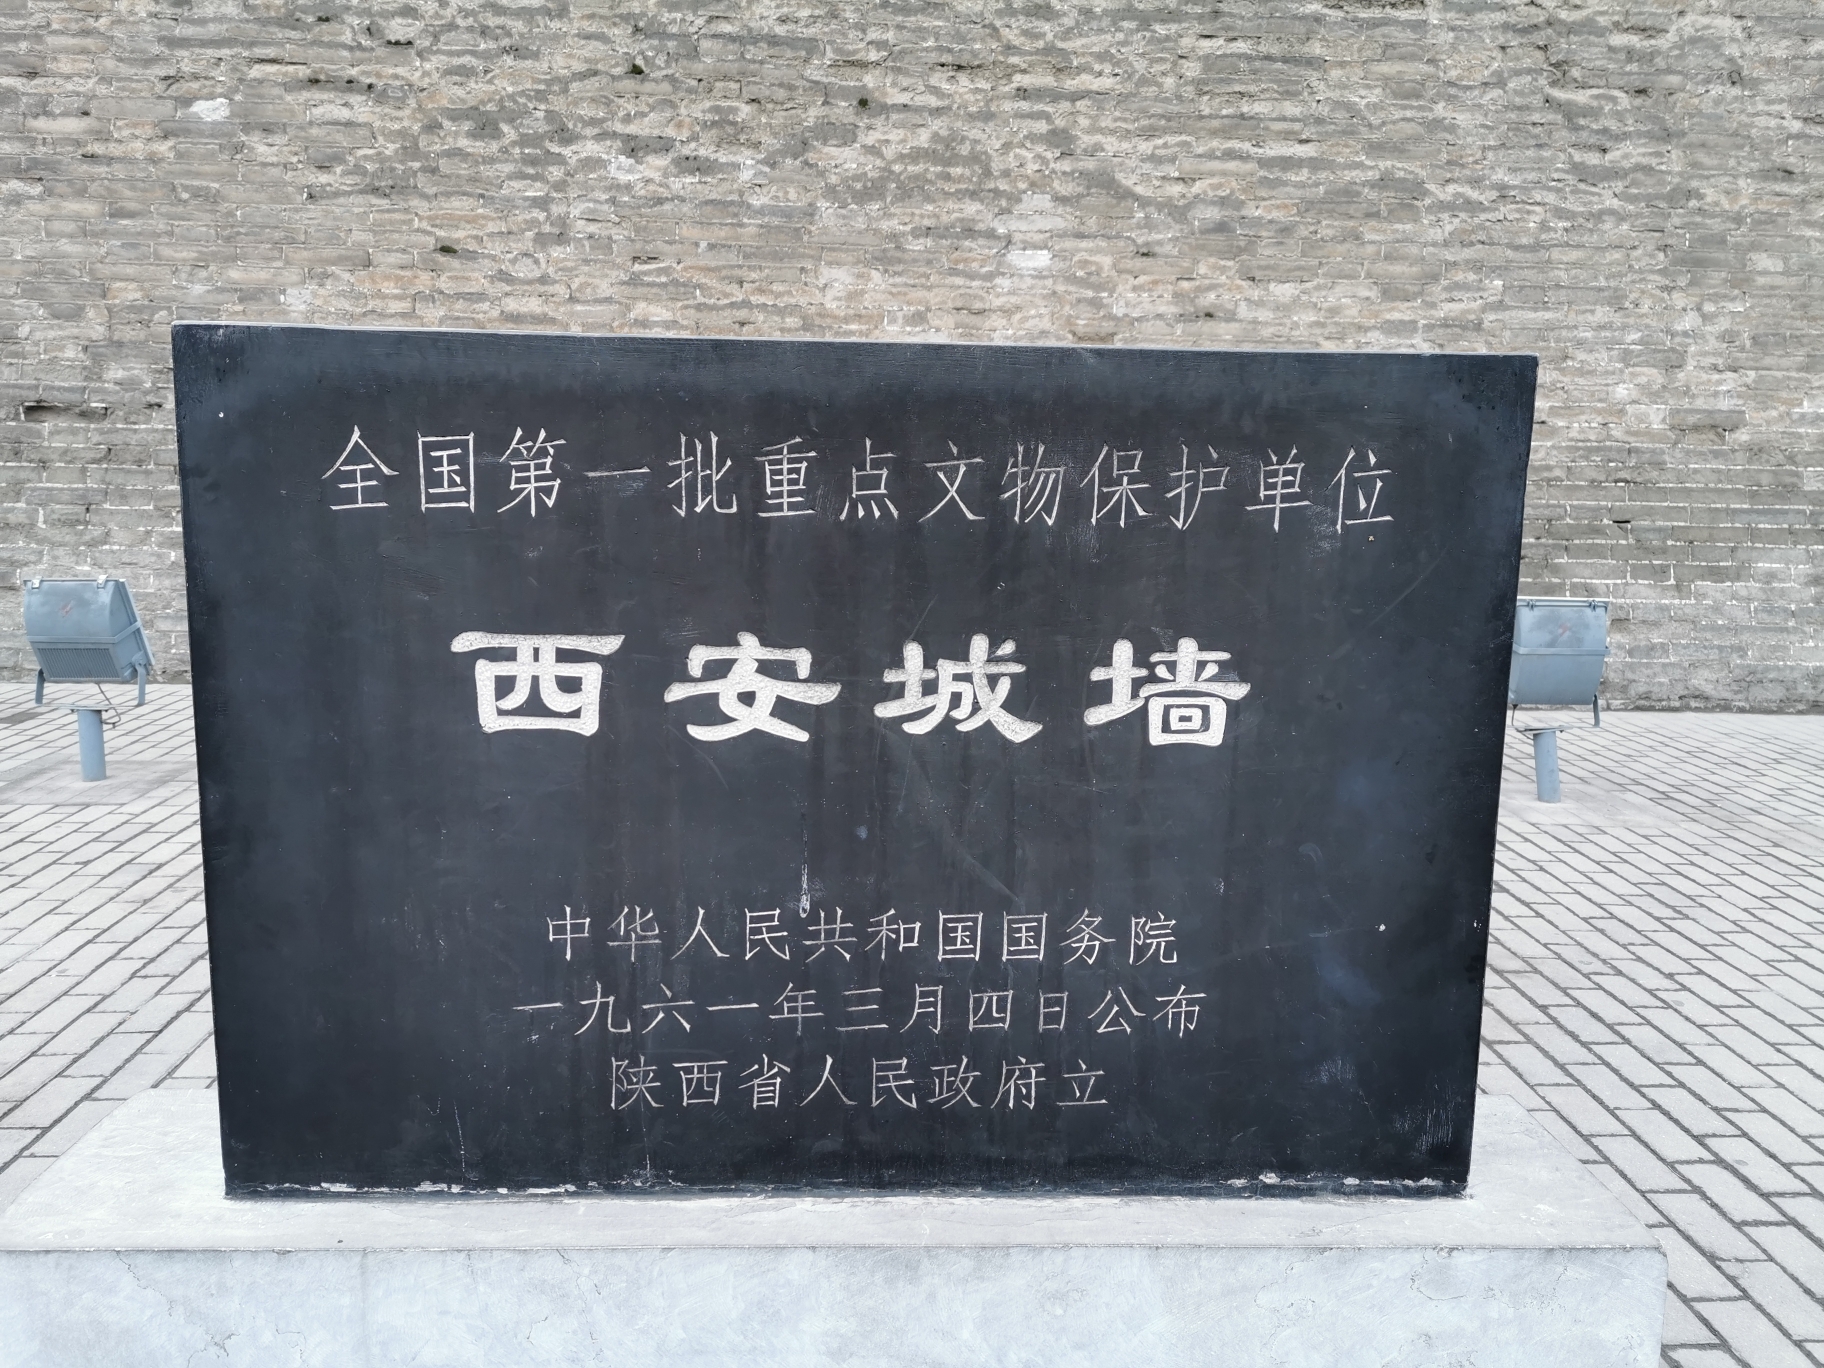 全国第一批重点文物保护单位
西安城墙
中华人民共和国国务院
一九六一年三月四日公布
陕西省人民政府立